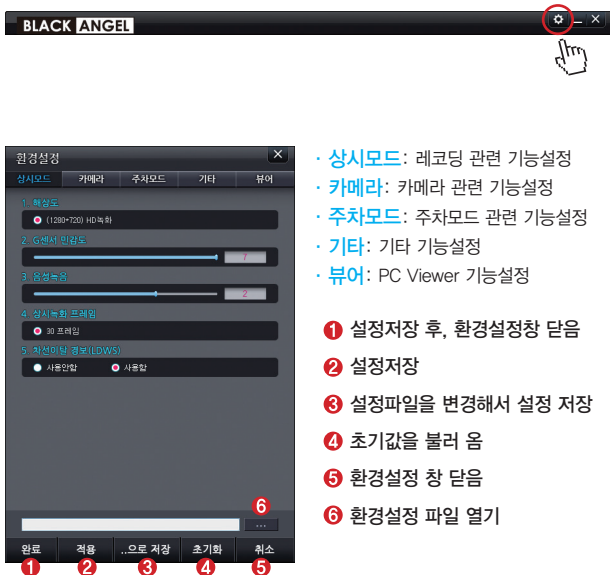 BLACK ANGEL
환경설정
상시모드 카메라 주차모드 기타 뷰어
1. 해상도
(1280*720) HD녹화
2. G센서 민감도
7
3. 음성녹음
2
4. 상시녹화 프레임
30 프레임
5. 차선이탈 경보(LDWS)
사용안함 사용함
6
...
완료 적용 ..으로 저장 초기화 취소
1 2 3 4 5
· 상시모드: 레코딩 관련 기능설정
· 카메라: 카메라 관련 기능설정
· 주차모드: 주차모드 관련 기능설정
· 기타: 기타 기능설정
· 뷰어: PC Viewer 기능설정
❶ 설정저장 후, 환경설정창 닫음
❷ 설정저장
❸ 설정파일을 변경해서 설정 저장
❹ 초기값을 불러 옴
❺ 환경설정 창 닫음
❻ 환경설정 파일 열기